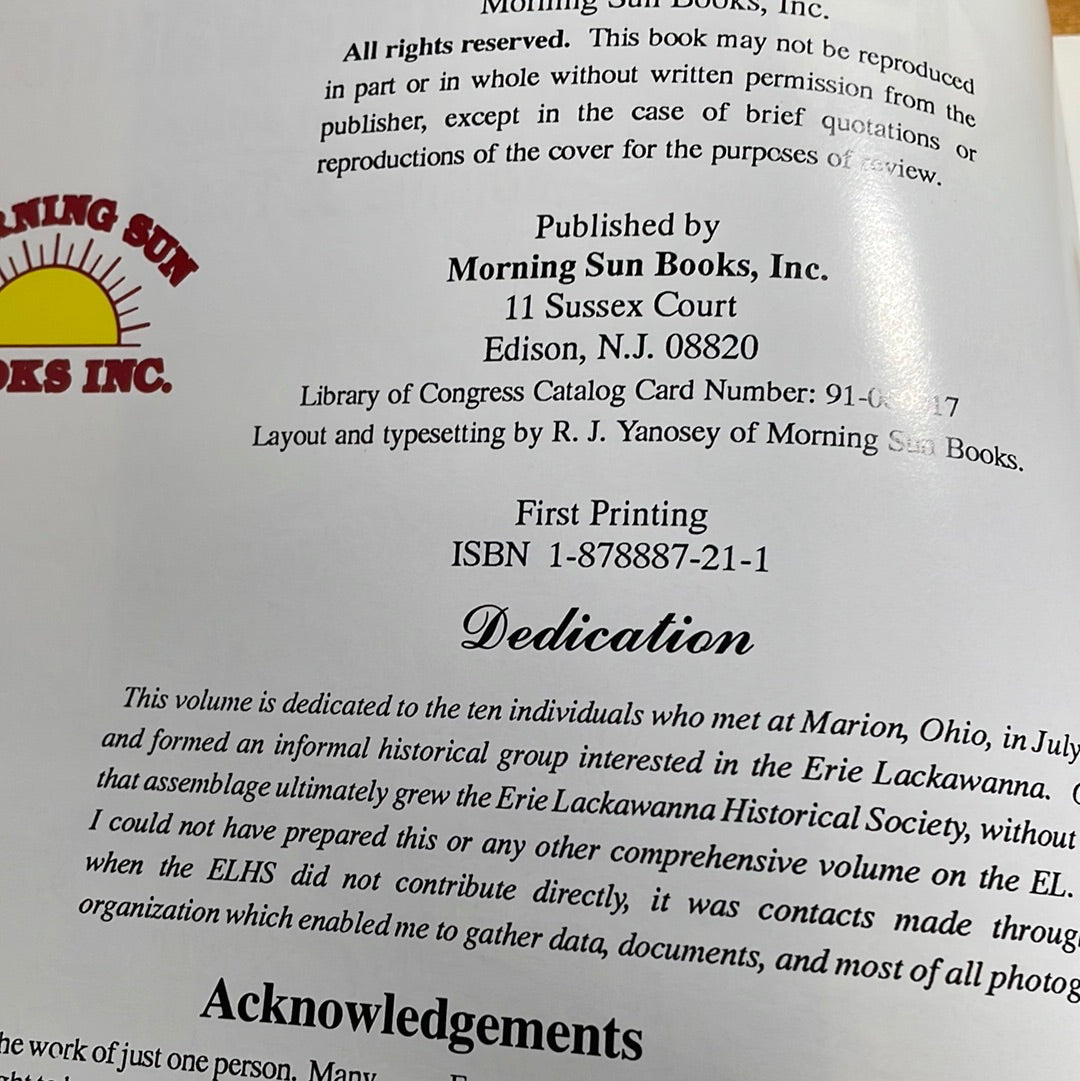 Morning Sun Books, Inc.
All rights reserved. This book may not be reproduced
in part or in whole without written permission from the
publisher, except in the case of brief quotations or
reproductions of the cover for the purposes of review.
RNING SUN
OKS INC.
Published by
Morning Sun Books, Inc.
11 Sussex Court
Edison, N.J. 08820
Library of Congress Catalog Card Number:
Layout and typesetting by R. J. Yanosey of Morning Sun Books.
First Printing
ISBN 1-878887-21-1
Dedication
This volume is dedicated to the ten individuals who met at Marion, Ohio, in July
and formed an informal historical group interested in the Erie Lackawanna.
that assemblage ultimately grew the Erie Lackawanna Historical Society, without
I could not have prepared this or any other comprehensive volume on the EL.
when the ELHS did not contribute directly, it was contacts made throug
organization which enabled me to gather data, documents, and most of all photog
Acknowledgements
he work of just one person. Many